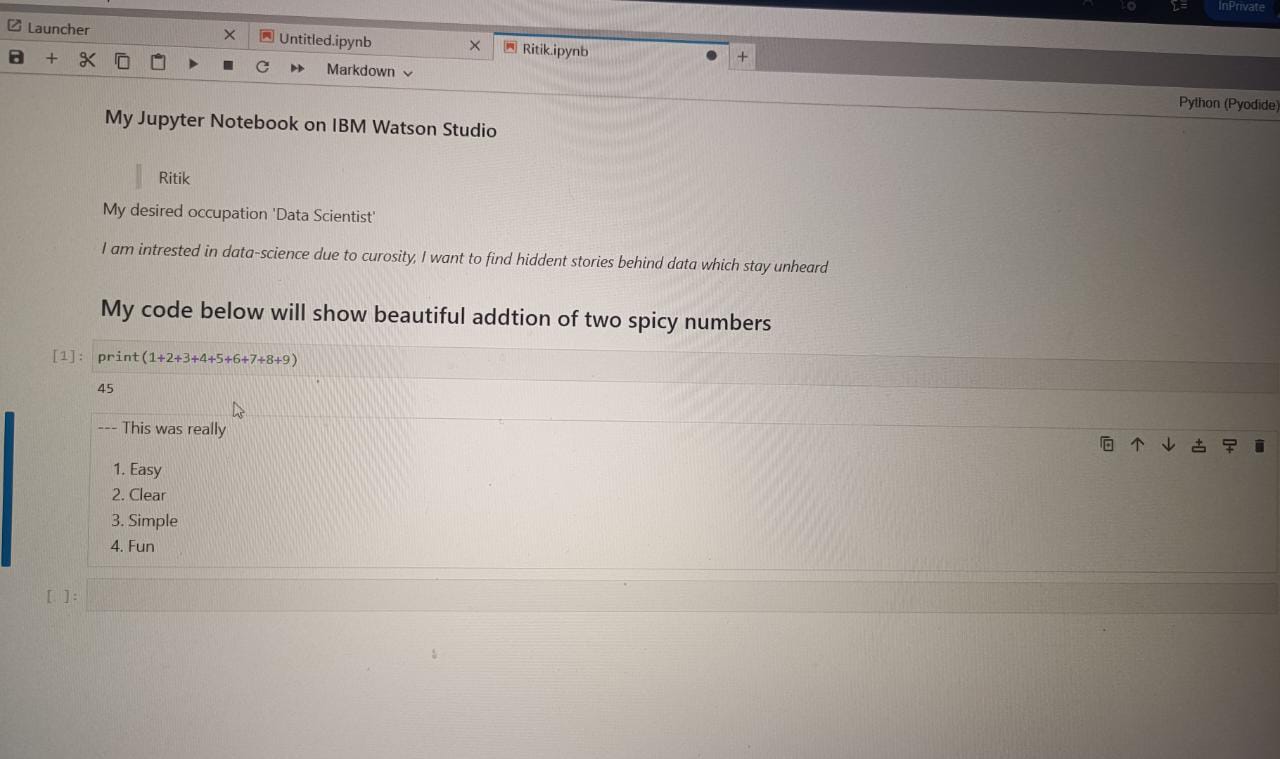 InPrivate
Launcher
Untitled.ipynb
Ritik.ipynb
Markdown
Python (Pyodide)
My Jupyter Notebook on IBM Watson Studio
Ritik
My desired occupation 'Data Scientist'
I am intrested in data-science due to curosity, I want to find hiddent stories behind data which stay unheard
My code below will show beautiful addtion of two spicy numbers
[1]: print(1+2+3+4+5+6+7+8+9)
45
--- This was really
1. Easy
2. Clear
3. Simple
4. Fun
[ ]: